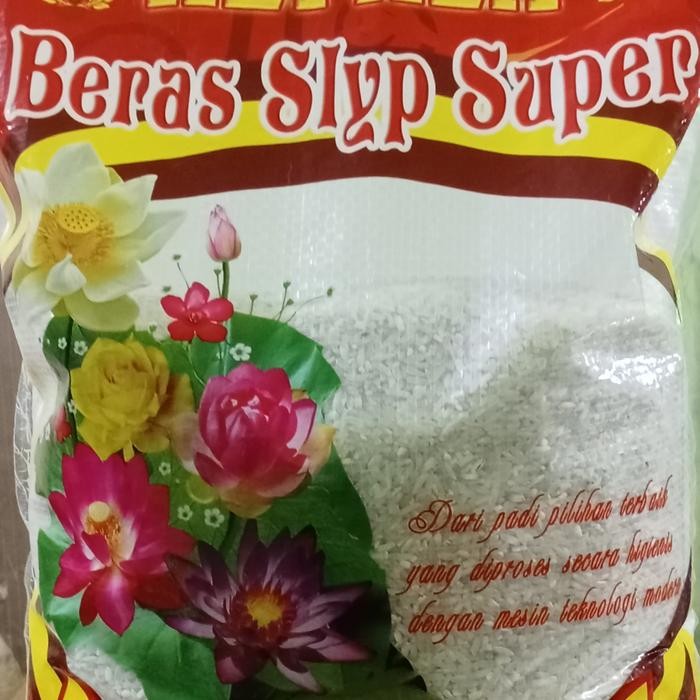 Beras Slyp Super
Dari padi pilihan terbaik
yang diproses secara higienis
dengan mesin teknologi modern